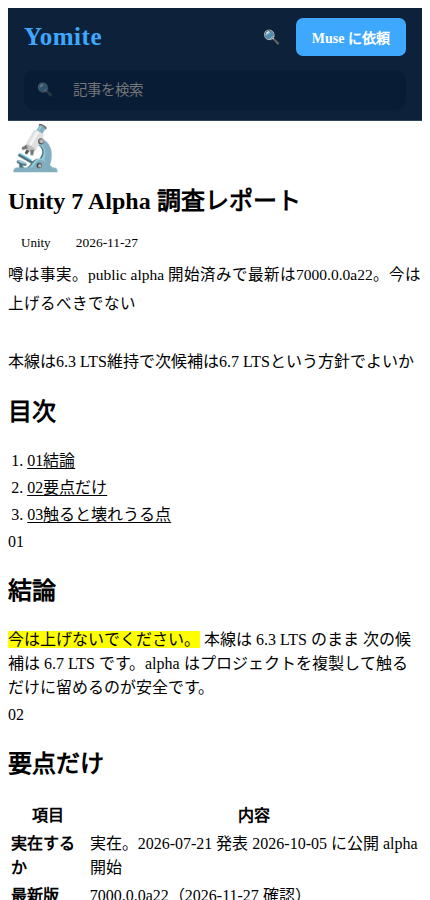 Yomite
Muse に依頼
記事を検索
Unity 7 Alpha 調査レポート
Unity 2026-11-27
噂は事実。public alpha 開始済みで最新は7000.0.0a22。今は
上げるべきでない
本線は6.3 LTS維持で次候補は6.7 LTSという方針でよいか
目次
1. 01結論
2. 02要点だけ
3. 03触ると壊れうる点
01
結論
今は上げないでください。 本線は 6.3 LTS のまま 次の候
補は 6.7 LTS です。alpha はプロジェクトを複製して触る
だけに留めるのが安全です。
02
要点だけ
項目 内容
実在する 実在。2026-07-21 発表 2026-10-05 に公開 alpha
か 開始
最新版 7000.0.0a22（2026-11-27 確認）